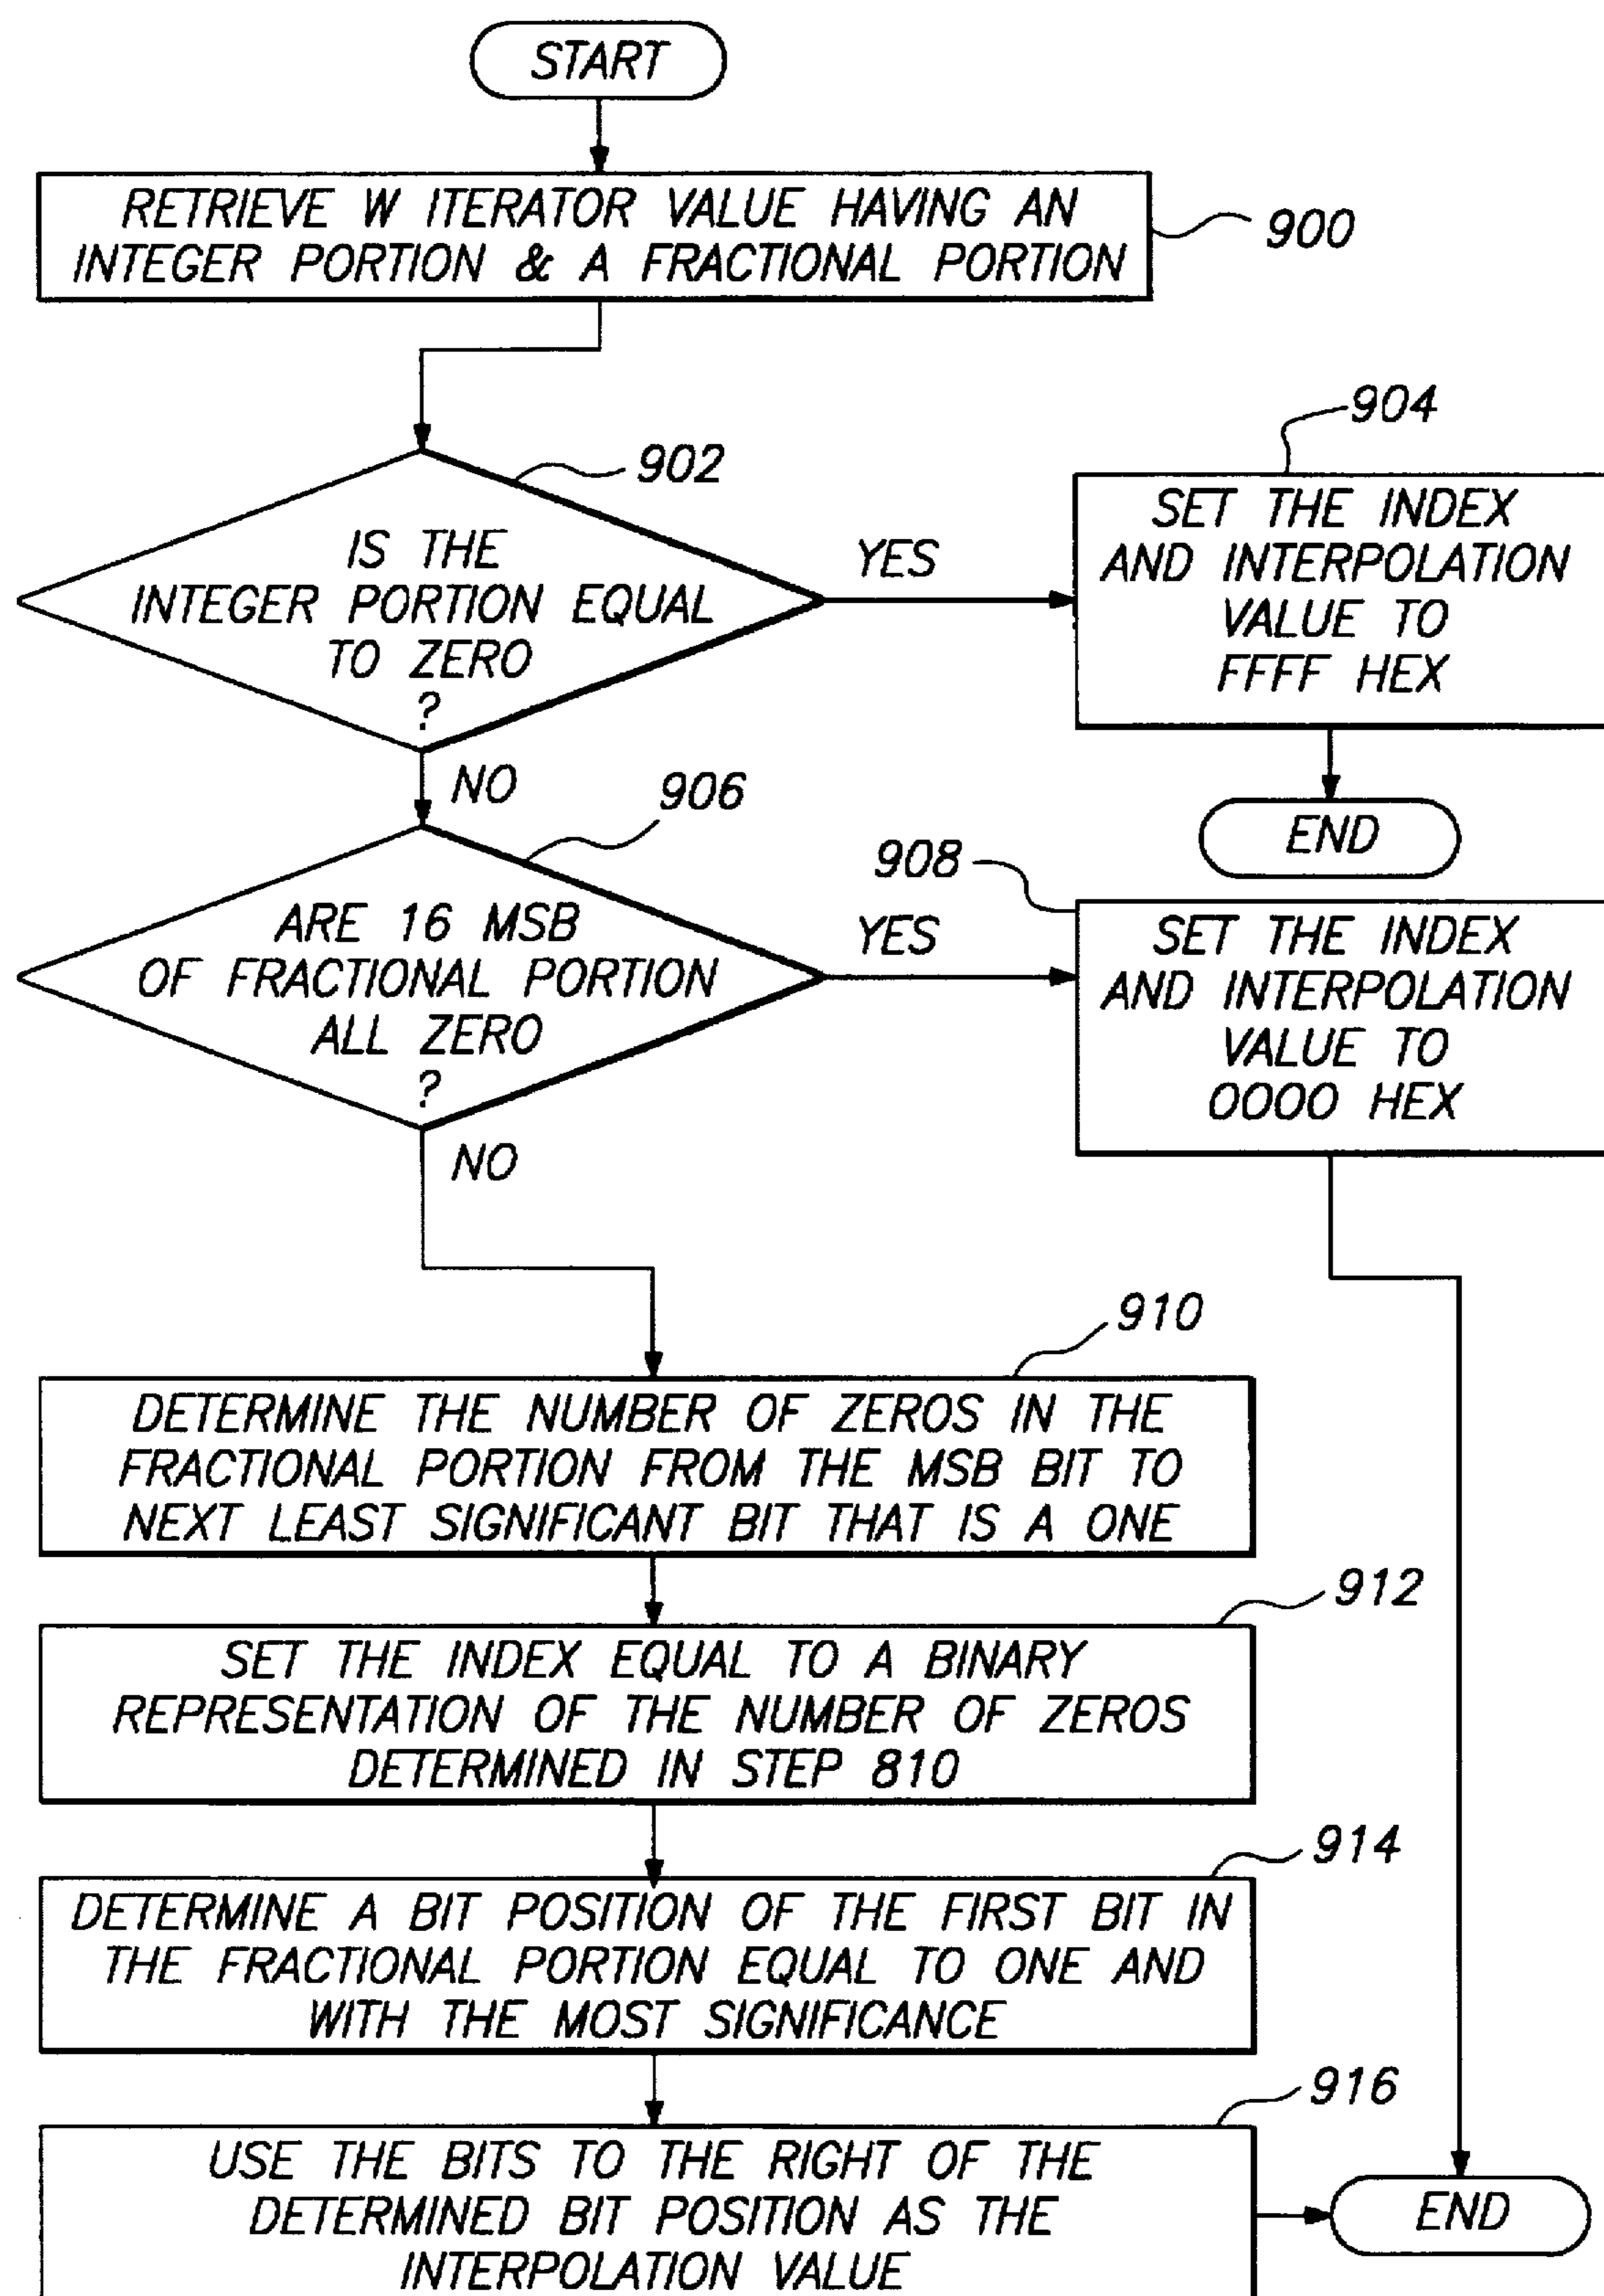 START
RETRIEVE W ITERATOR VALUE HAVING AN
INTEGER PORTION & A FRACTIONAL PORTION
900
902
IS THE
INTEGER PORTION EQUAL
TO ZERO
?
YES
904
SET THE INDEX
AND INTERPOLATION
VALUE TO
FFFF HEX
END
NO
906
ARE 16 MSB
OF FRACTIONAL PORTION
ALL ZERO
?
YES
908
SET THE INDEX
AND INTERPOLATION
VALUE TO
0000 HEX
NO
910
DETERMINE THE NUMBER OF ZEROS IN THE
FRACTIONAL PORTION FROM THE MSB BIT TO
NEXT LEAST SIGNIFICANT BIT THAT IS A ONE
912
SET THE INDEX EQUAL TO A BINARY
REPRESENTATION OF THE NUMBER OF ZEROS
DETERMINED IN STEP 810
914
DETERMINE A BIT POSITION OF THE FIRST BIT IN
THE FRACTIONAL PORTION EQUAL TO ONE AND
WITH THE MOST SIGNIFICANCE
916
USE THE BITS TO THE RIGHT OF THE
DETERMINED BIT POSITION AS THE
INTERPOLATION VALUE
END